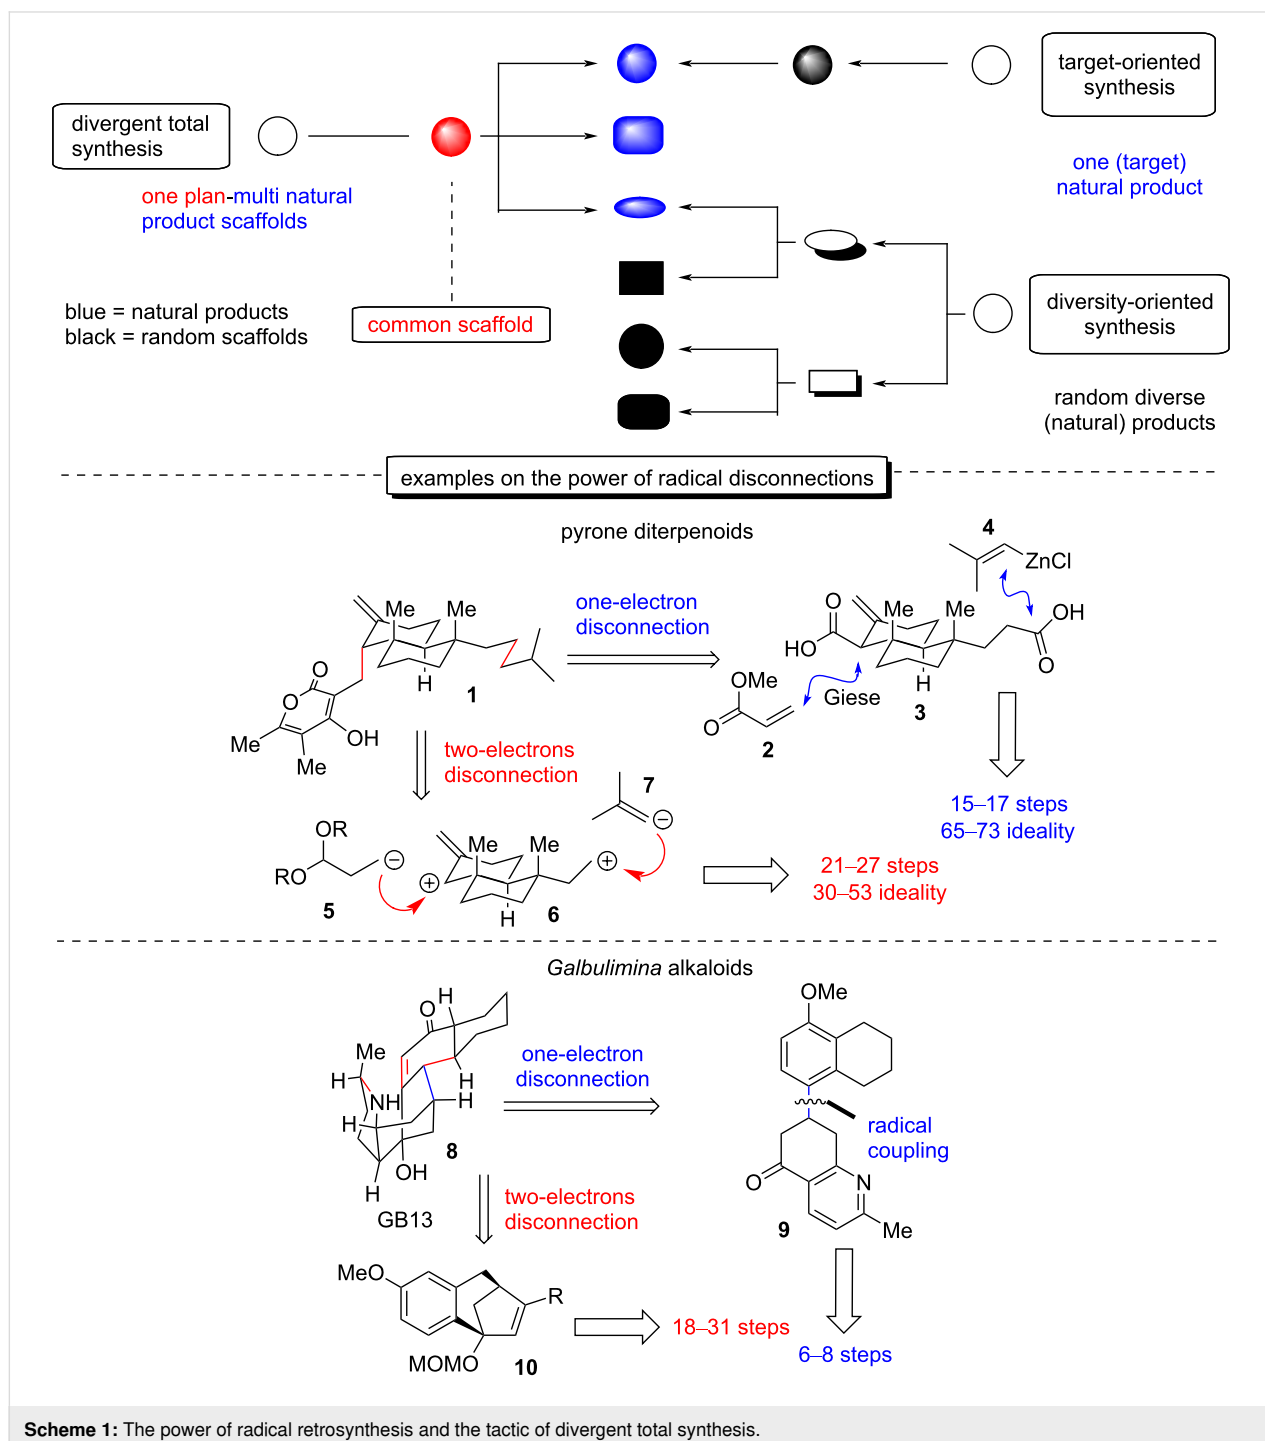 divergent total
synthesis
one plan-multi natural
product scaffolds
blue = natural products
black = random scaffolds
common scaffold
target-oriented
synthesis
one (target)
natural product
diversity-oriented
synthesis
random diverse
(natural) products
examples on the power of radical disconnections
pyrone diterpenoids
Me
Me
H
O
O
OH
Me
Me
1
one-electron
disconnection
4
ZnCl
O
HO
Me
Me
OH
O
H
3
OMe
O
2
Giese
15–17 steps
65–73 ideality
two-electrons
disconnection
7
OR
RO
5
Me
Me
H
6
21–27 steps
30–53 ideality
Galbulimina alkaloids
H
O
Me
H
NH
H
H
H
OH
H
8
GB13
one-electron
disconnection
OMe
radical
coupling
O
N
Me
9
two-electrons
disconnection
MeO
R
MOMO
10
18–31 steps
6–8 steps
Scheme 1: The power of radical retrosynthesis and the tactic of divergent total synthesis.